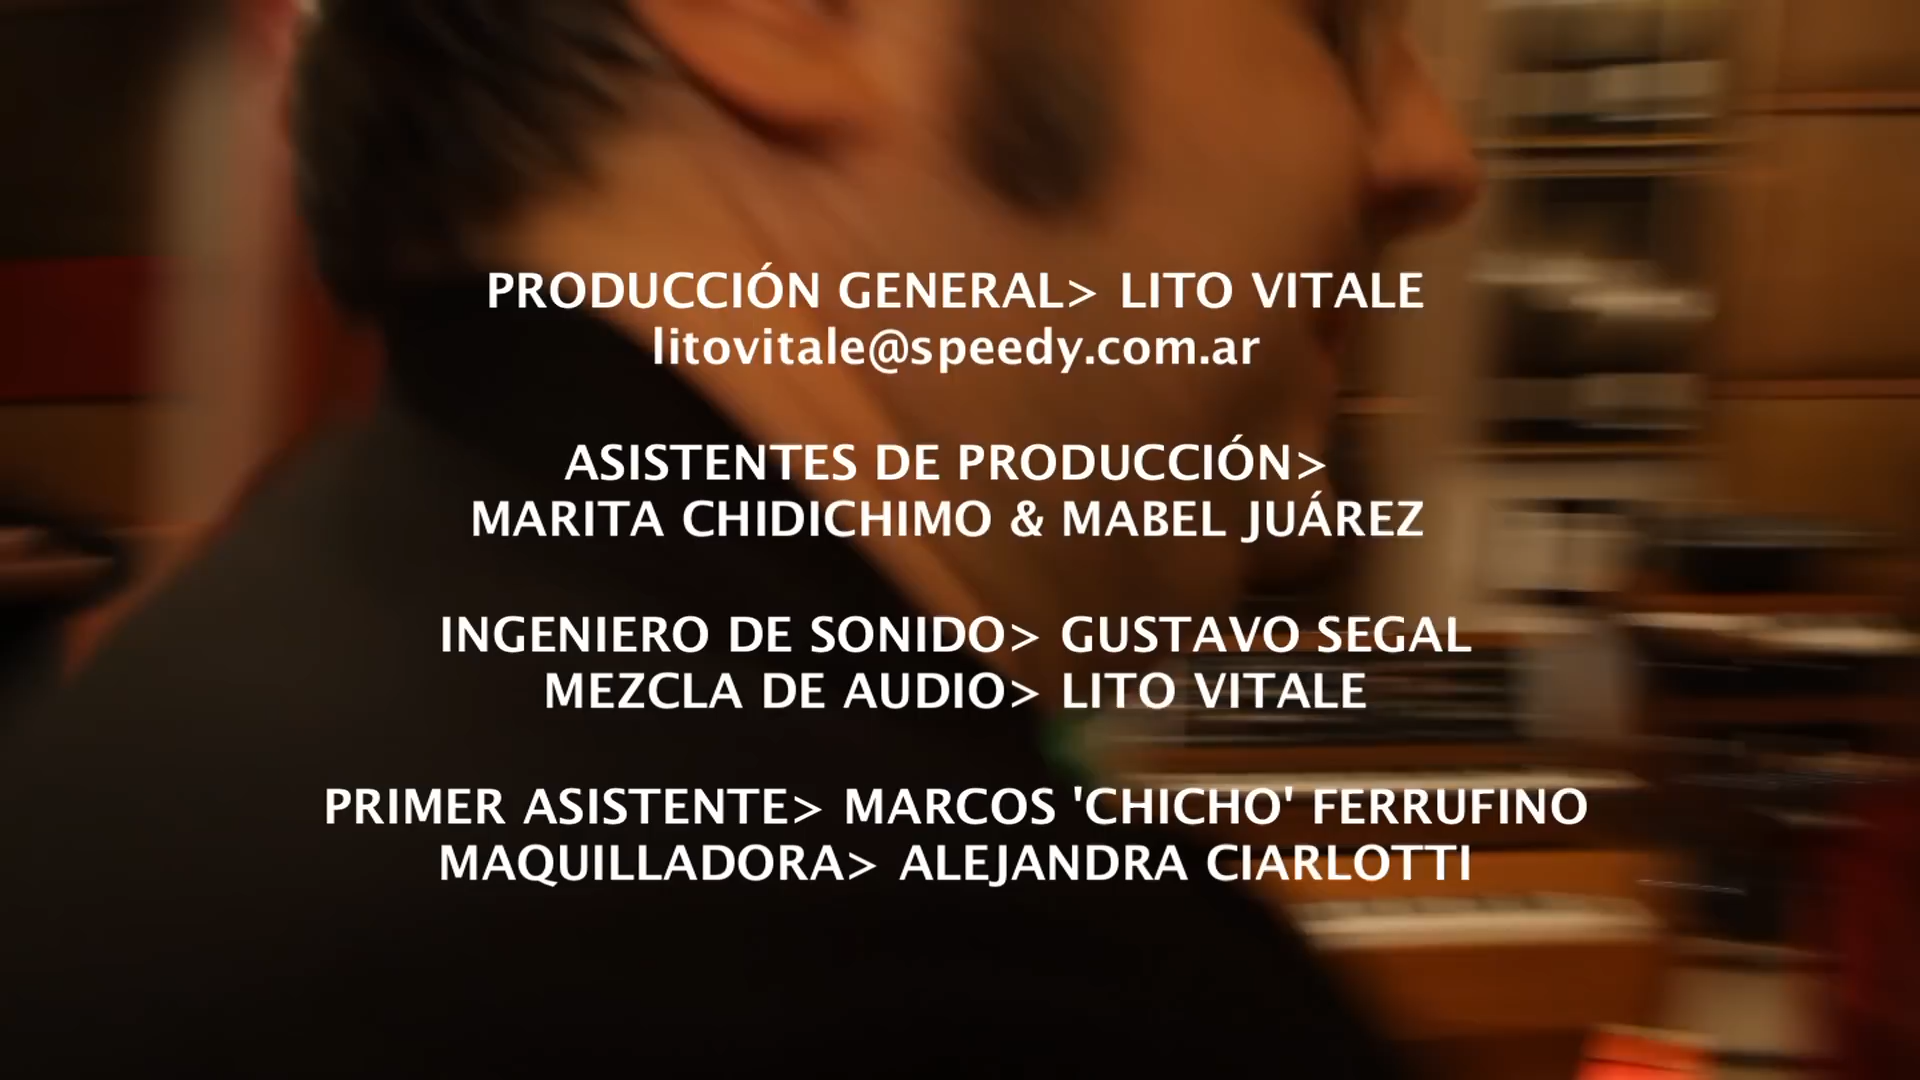 PRODUCCIÓN GENERAL> LITO VITALE
litovitale@speedy.com.ar
ASISTENTES DE PRODUCCIÓN>
MARITA CHIDICHIMO & MABEL JUÁREZ
INGENIERO DE SONIDO> GUSTAVO SEGAL
MEZCLA DE AUDIO> LITO VITALE
PRIMER ASISTENTE> MARCOS 'CHICHO' FERRUFINO
MAQUILLADORA> ALEJANDRA CIARLOTTI